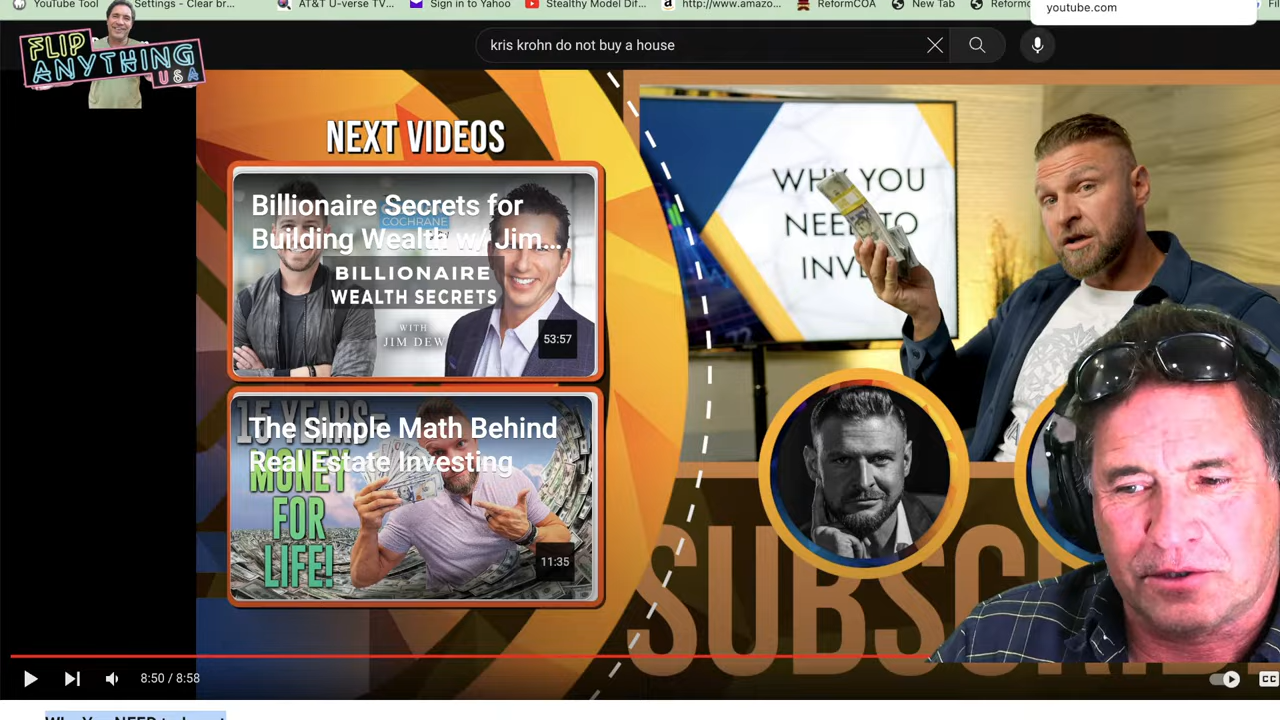 YouTube Tool
Settings - Clear br...
AT&T U-verse TV...
Sign in to Yahoo
Stealthy Model Dif...
http://www.amazo...
ReformCOA
New Tab
youtube.com
FLIP
ANYTHING
USA
kris krohn do not buy a house
NEXT VIDEOS
Billionaire Secrets for
Building Wealth w/ Jim...
COCHRANE
BILLIONAIRE
WEALTH SECRETS
WITH
JIM DEW
53:57
15 YEARS=
MONEY
FOR
LIFE!
The Simple Math Behind
Real Estate Investing
11:35
WHY YOU
NEED TO
8:50 / 8:58
CC